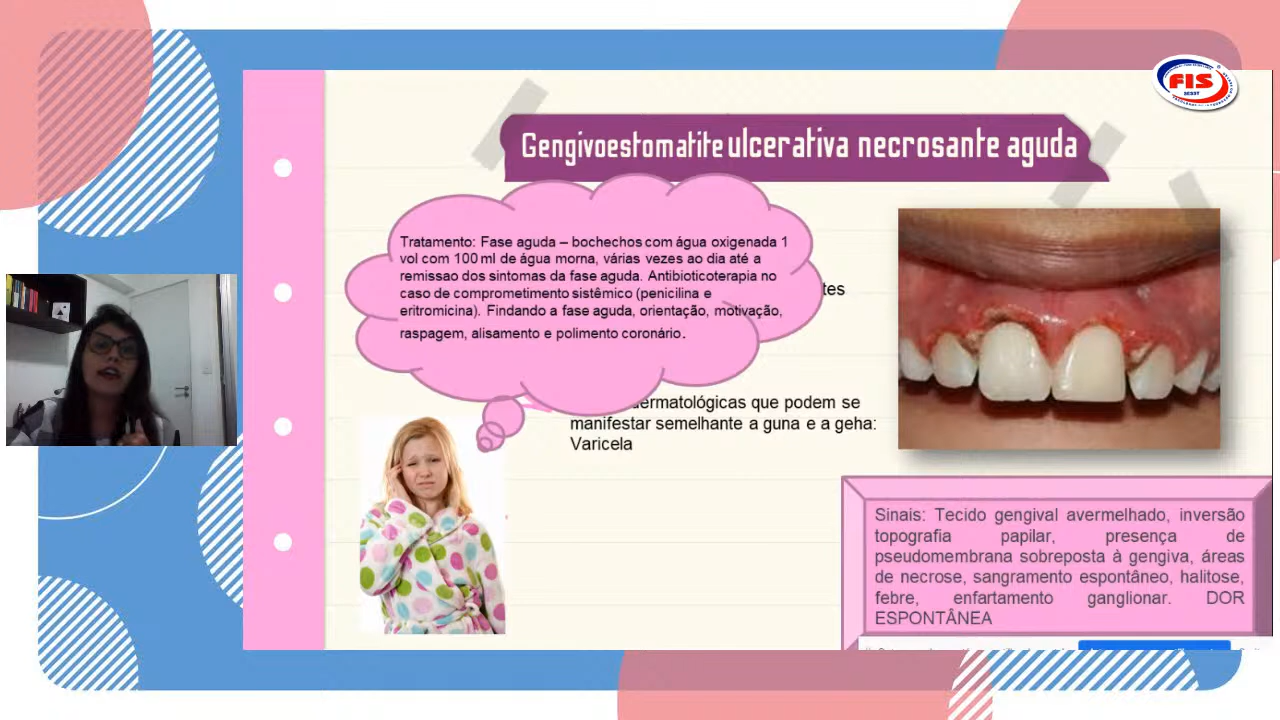 FIS
SESST
Gengivoestomatite ulcerativa necrosante aguda
Tratamento: Fase aguda – bochechos com água oxigenada 1
vol com 100 ml de água morna, várias vezes ao dia até a
remissao dos sintomas da fase aguda. Antibioticoterapia no
caso de comprometimento sistêmico (penicilina e
eritromicina). Findando a fase aguda, orientação, motivação,
raspagem, alisamento e polimento coronário.
tes
dermatológicas que podem se
manifestar semelhante a guna e a geha:
Varicela
Sinais: Tecido gengival avermelhado, inversão
topografia papilar, presença de
pseudomembrana sobreposta à gengiva, áreas
de necrose, sangramento espontâneo, halitose,
febre, enfartamento ganglionar. DOR
ESPONTÂNEA